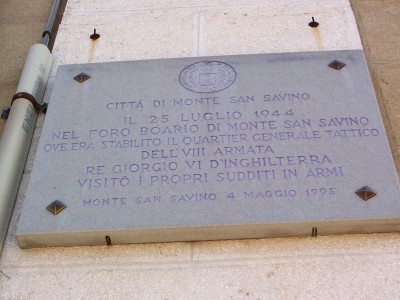 CITTÀ DI MONTE SAN SAVINO
IL 25 LUGLIO 1944
NEL FORO BOARIO DI MONTE SAN SAVINO
OVE ERA STABILITO IL QUARTIER GENERALE TATTICO
DELL'VIII ARMATA
RE GIORGIO VI D'INGHILTERRA
VISITÒ I PROPRI SUDDITI IN ARMI
MONTE SAN SAVINO 4 MAGGIO 1995